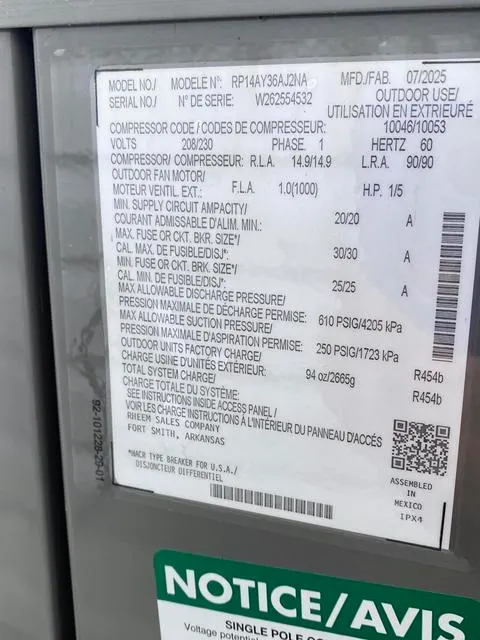 MODEL NO./ MODELE N°: RP14AY36AJ2NA MFD./FAB. 07/2025
SERIAL NO./ N° DE SERIE: W262554532 OUTDOOR USE/
UTILISATION EN EXTRIEURÉ
COMPRESSOR CODE / CODES DE COMPRESSEUR: 10046/10053
VOLTS 208/230 PHASE 1 HERTZ 60
COMPRESSOR/ COMPRESSEUR: R.L.A. 14.9/14.9 L.R.A. 90/90
OUTDOOR FAN MOTOR/
MOTEUR VENTIL. EXT.: F.L.A. 1.0(1000) H.P. 1/5
MIN. SUPPLY CIRCUIT AMPACITY/
COURANT ADMISSABLE D'ALIM. MIN.: 20/20 A
MAX. FUSE OR CKT. BKR. SIZE*/
CAL. MAX. DE FUSIBLE/DISJ*: 30/30 A
MIN. FUSE OR CKT. BKR. SIZE*/
CAL. MIN. DE FUSIBLE/DISJ*: 25/25 A
MAX ALLOWABLE DISCHARGE PRESSURE/
PRESSION MAXIMALE DE DÉCHARGE PERMISE: 610 PSIG/4205 kPa
MAX ALLOWABLE SUCTION PRESSURE/
PRESSION MAXIMALE D'ASPIRATION PERMISE: 250 PSIG/1723 kPa
OUTDOOR UNITS FACTORY CHARGE/
CHARGE USINE D'UNITÉS EXTÉRIEUR: 94 oz/2665g R454b
TOTAL SYSTEM CHARGE/
CHARGE TOTALE DU SYSTÈME: R454b
SEE INSTRUCTIONS INSIDE ACCESS PANEL /
VOIR LES CHARGE INSTRUCTIONS À L'INTÉRIEUR DU PANNEAU D'ACCÉS
RHEEM SALES COMPANY
FORT SMITH, ARKANSAS
*HACR TYPE BREAKER FOR U.S.A./
DISJONCTEUR DIFFERENTIEL
ASSEMBLED
IN
MEXICO
IPX4
92-101228-29-01
NOTICE/AVIS
SINGLE POLE
Voltage